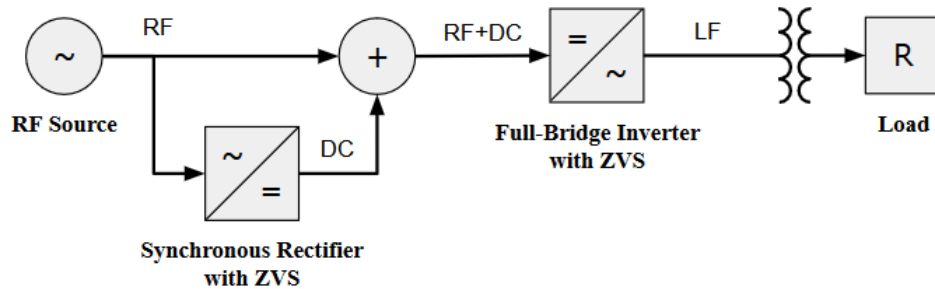 RF
RF+DC
LF
~
+
=
~
R
RF Source
~
=
DC
Full-Bridge Inverter
with ZVS
Load
Synchronous Rectifier
with ZVS